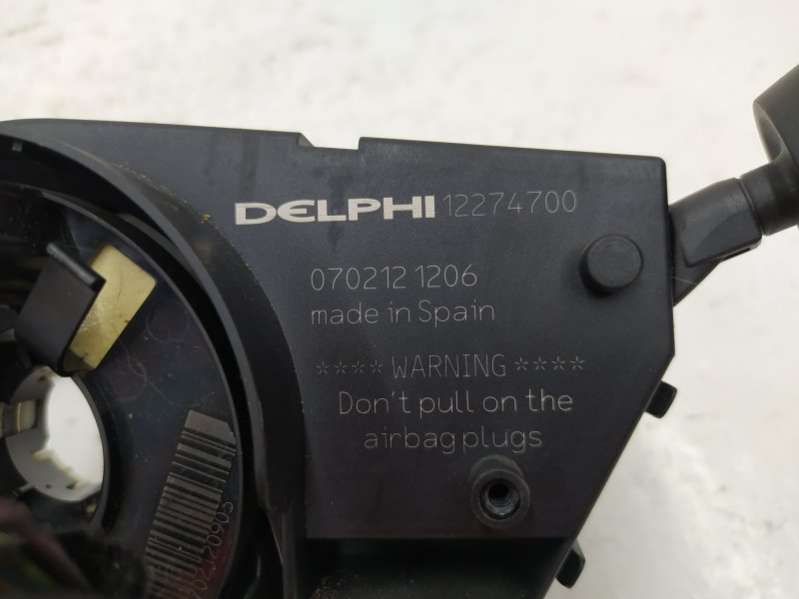 DELPHI 12274700
070212 1206
made in Spain
**** WARNING ****
Don't pull on the
airbag plugs